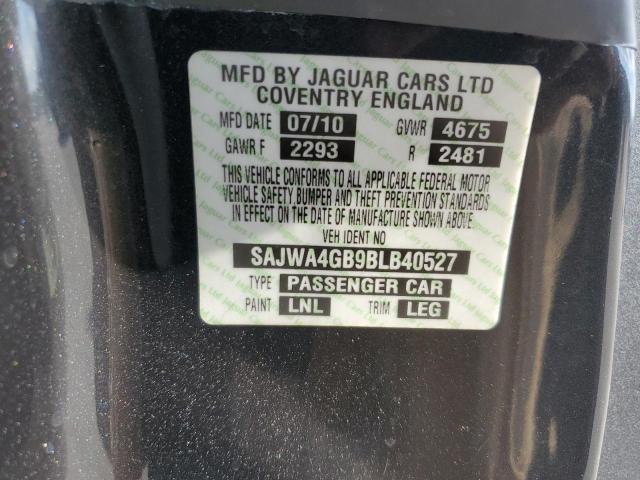 MFD BY JAGUAR CARS LTD
COVENTRY ENGLAND
MFD DATE 07/10 GVWR 4675
GAWR F 2293 R 2481
THIS VEHICLE CONFORMS TO ALL APPLICABLE FEDERAL MOTOR
VEHICLE SAFETY BUMPER AND THEFT PREVENTION STANDARDS
IN EFFECT ON THE DATE OF MANUFACTURE SHOWN ABOVE.
VEH IDENT NO
SAJWA4GB9BLB40527
TYPE PASSENGER CAR
PAINT LNL TRIM LEG